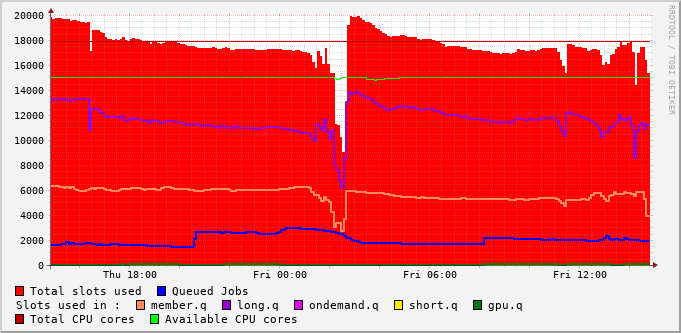 20000
18000
16000
14000
12000
10000
8000
6000
4000
2000
0
Thu 18:00 Fri 00:00 Fri 06:00 Fri 12:00
RRDTOOL / TOBI OETIKER
Total slots used Queued Jobs
Slots used in : member.q long.q ondemand.q short.q gpu.q
Total CPU cores Available CPU cores